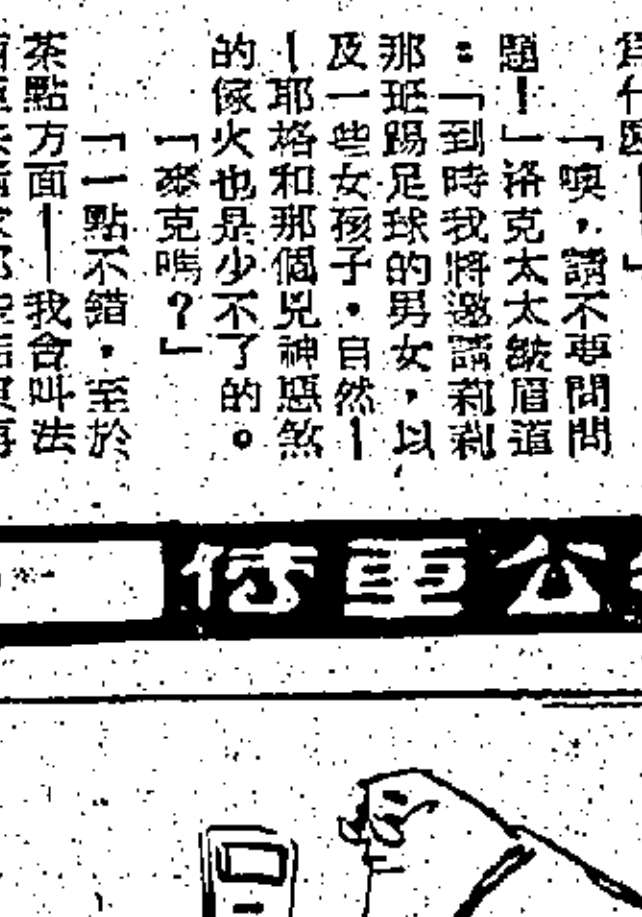 「噢,請不要問問
題!」洛克太太皺眉道
:「到時我將邀請莉莉
那班踢足球的男女,以
及一些女孩子,自然—
—耶格和那個兇神惡煞
的傢火也是少不了的。
「麥克嗎?」
「一點不錯,至於
茶點方面——我會叫法
公